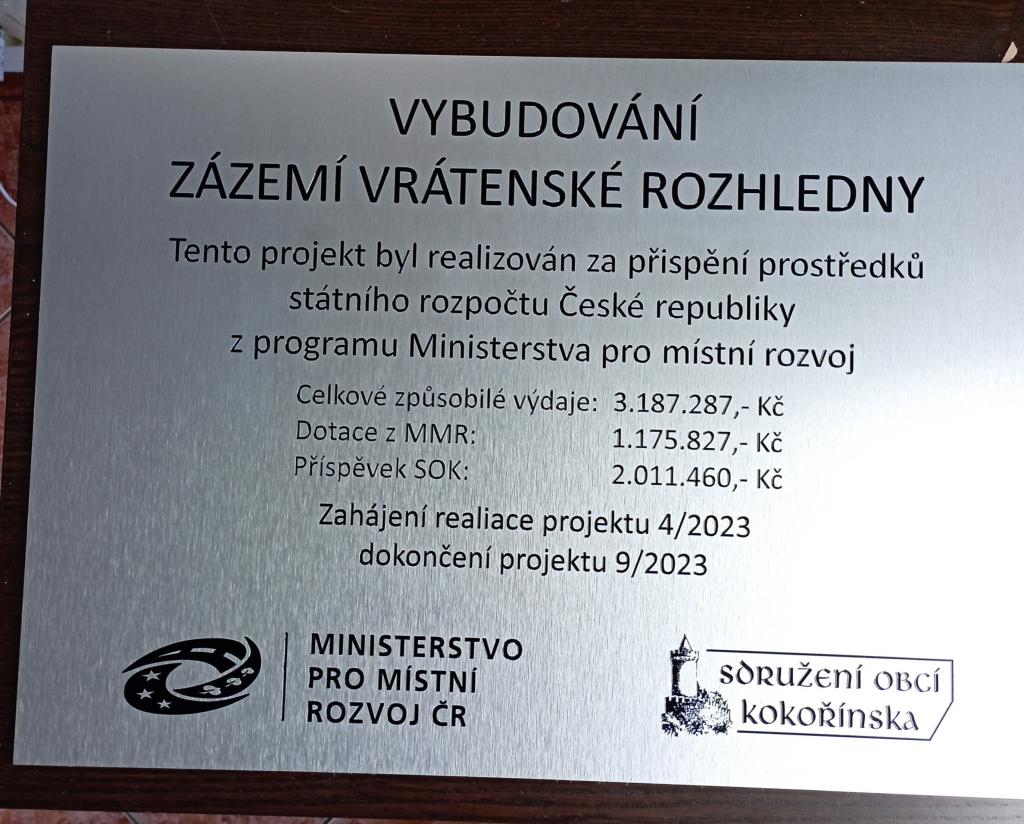 VYBUDOVÁNÍ
ZÁZEMÍ VRÁTENSKÉ ROZHLEDNY
Tento projekt byl realizován za přispění prostředků
státního rozpočtu České republiky
z programu Ministerstva pro místní rozvoj
Celkové způsobilé výdaje: 3.187.287,- Kč
Dotace z MMR: 1.175.827,- Kč
Příspěvek SOK: 2.011.460,- Kč
Zahájení realiace projektu 4/2023
dokončení projektu 9/2023
MINISTERSTVO
PRO MÍSTNÍ
ROZVOJ ČR
SDRUŽENÍ OBCÍ
KOKOŘÍNSKA